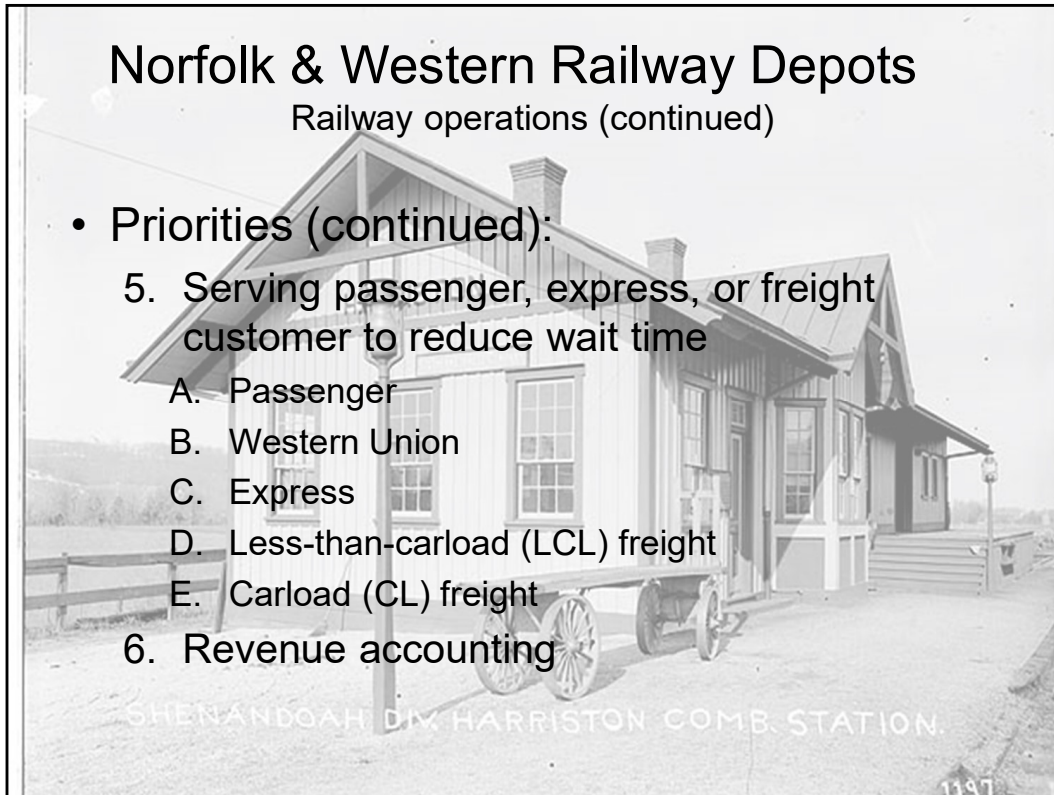 Norfolk & Western Railway Depots
Railway operations (continued)
• Priorities (continued):
5. Serving passenger, express, or freight
customer to reduce wait time
A. Passenger
B. Western Union
C. Express
D. Less-than-carload (LCL) freight
E. Carload (CL) freight
6. Revenue accounting
SHENANDOAH DIV. HARRISTON COMB. STATION.
1197